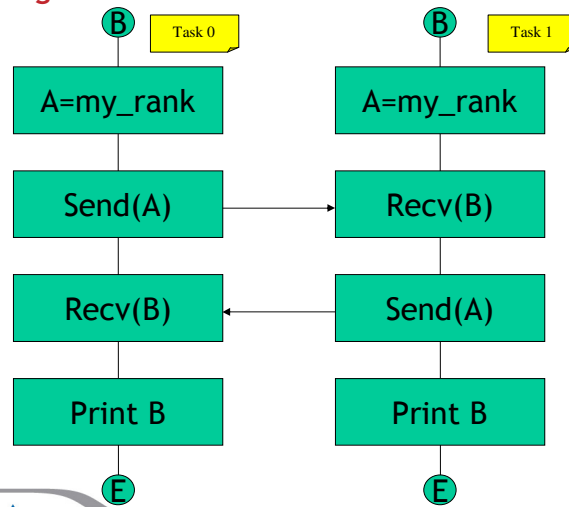 B
Task 0
A=my_rank
Send(A)
Recv(B)
Print B
E
B
Task 1
A=my_rank
Recv(B)
Send(A)
Print B
E